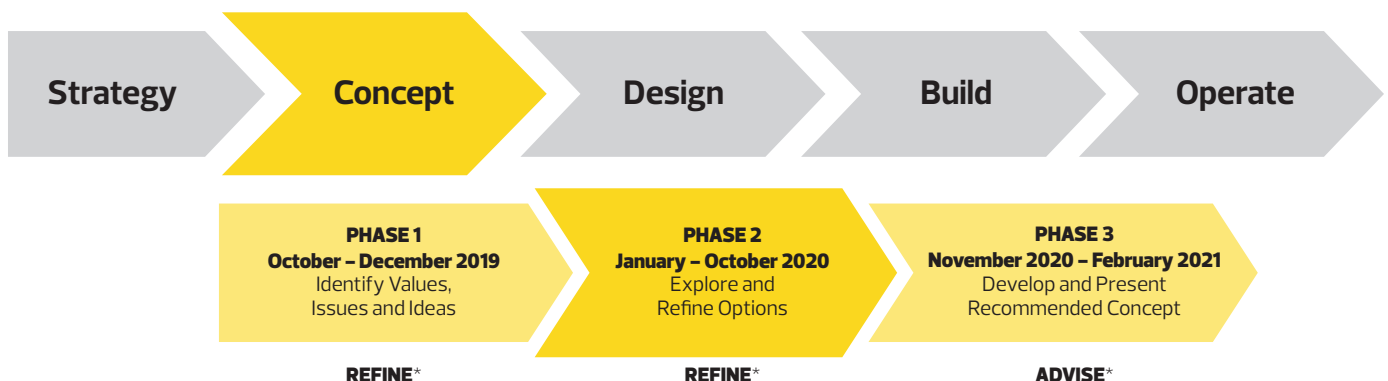 Strategy
Concept
Design
Build
Operate
PHASE 1
October – December 2019
Identify Values,
Issues and Ideas
PHASE 2
January – October 2020
Explore and
Refine Options
PHASE 3
November 2020 – February 2021
Develop and Present
Recommended Concept
REFINE*
REFINE*
ADVISE*